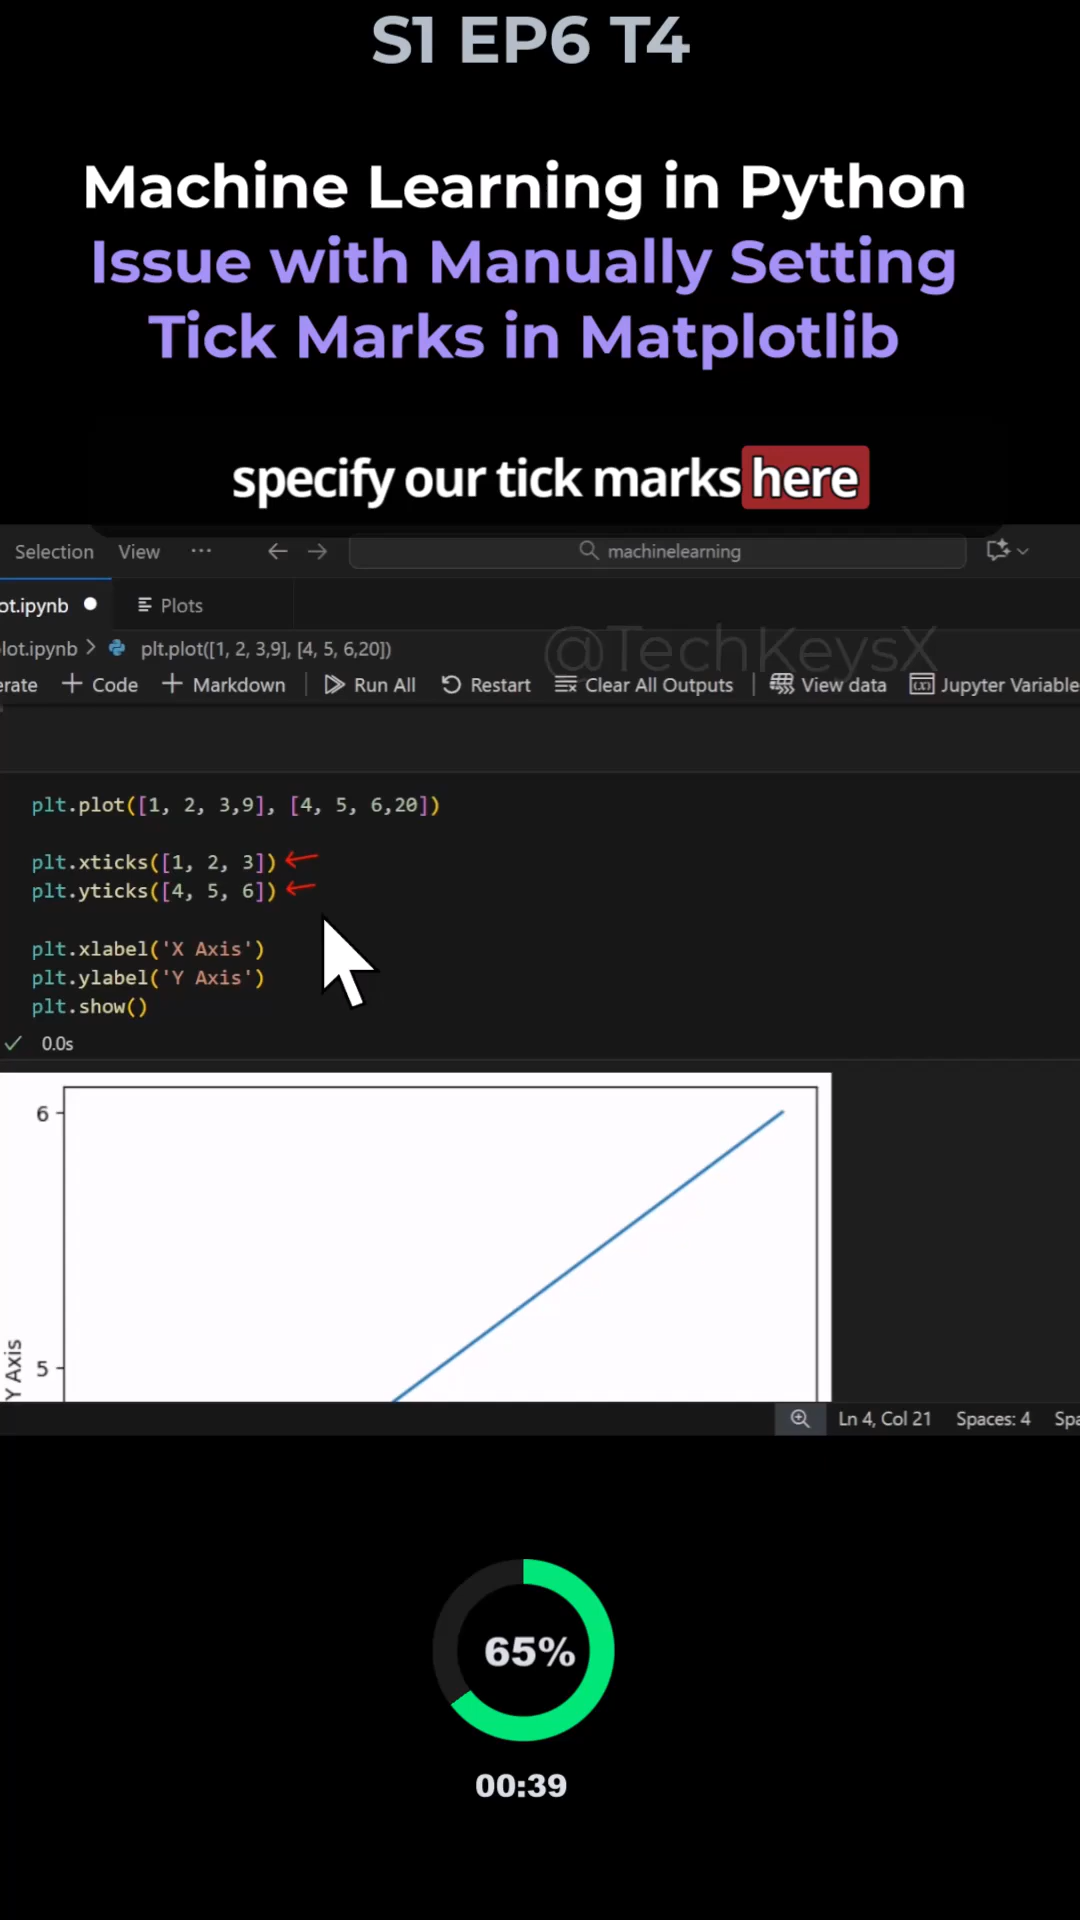 S1 EP6 T4
Machine Learning in Python
Issue with Manually Setting
Tick Marks in Matplotlib
specify our tick marks here
Selection View ··· ← → machinelearning
ot.ipynb Plots
lot.ipynb > plt.plot([1, 2, 3,9], [4, 5, 6,20])
@TechKeysX
erate + Code + Markdown Run All Restart Clear All Outputs View data Jupyter Variable
plt.plot([1, 2, 3,9], [4, 5, 6,20])
plt.xticks([1, 2, 3])
plt.yticks([4, 5, 6])
plt.xlabel('X Axis')
plt.ylabel('Y Axis')
plt.show()
0.0s
6
5
Y Axis
Ln 4, Col 21 Spaces: 4 Spa
65%
00:39